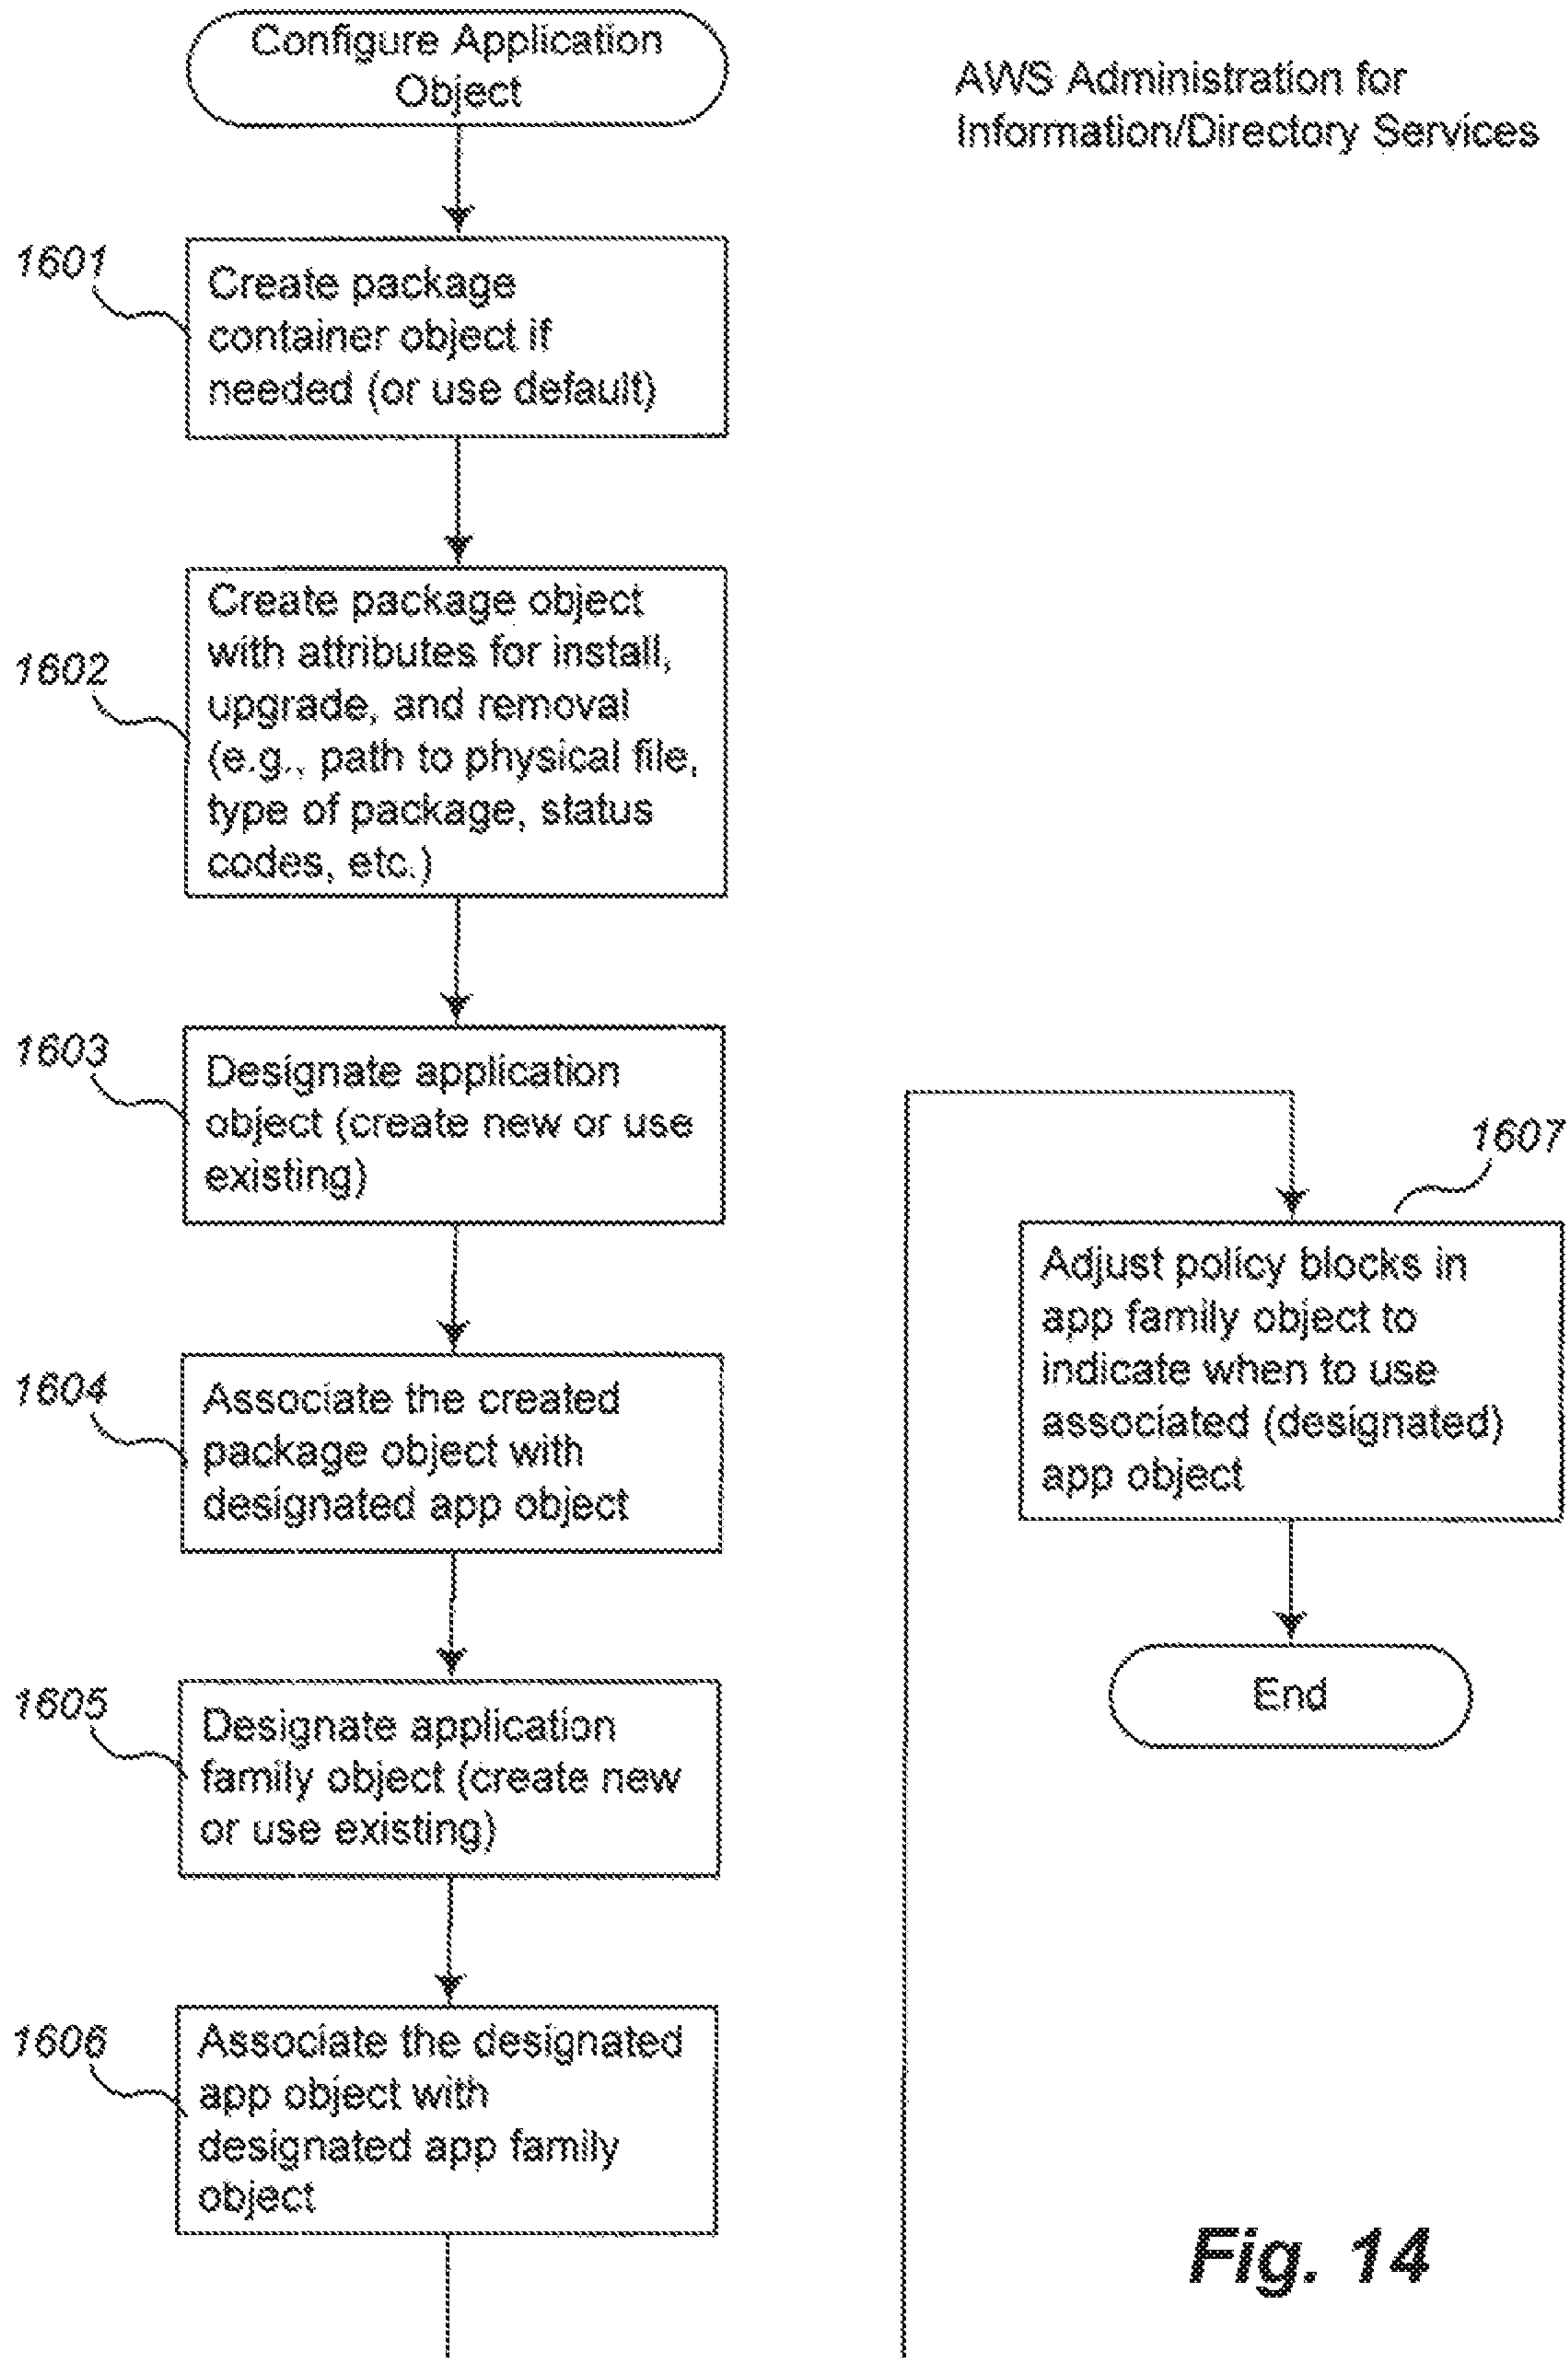 Configure Application
Object
AWS Administration for
Information/Directory Services
1601
Create package
container object if
needed (or use default)
1602
Create package object
with attributes for install,
upgrade, and removal
(e.g., path to physical file,
type of package, status
codes, etc.)
1603
Designate application
object (create new or use
existing)
1604
Associate the created
package object with
designated app object
1605
Designate application
family object (create new
or use existing)
1606
Associate the designated
app object with
designated app family
object
1607
Adjust policy blocks in
app family object to
indicate when to use
associated (designated)
app object
End
Fig. 14